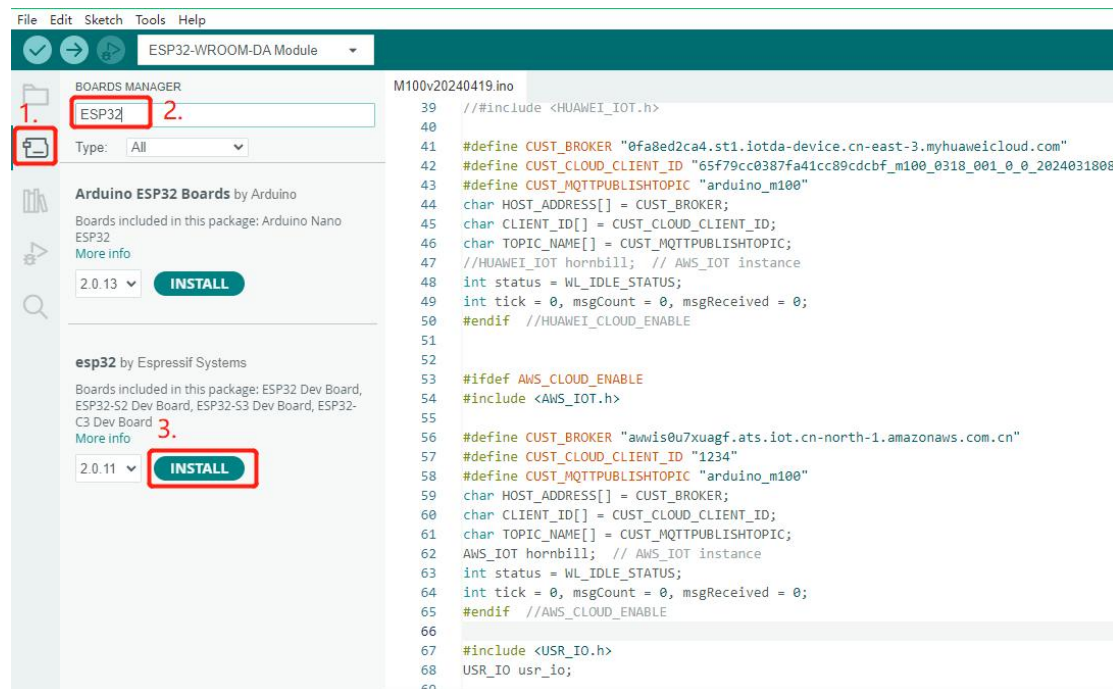 File Edit Sketch Tools Help
ESP32-WROOM-DA Module
BOARDS MANAGER
1.
ESP32
2.
Type: All
Arduino ESP32 Boards by Arduino
Boards included in this package: Arduino Nano
ESP32
More info
2.0.13 INSTALL
esp32 by Espressif Systems
Boards included in this package: ESP32 Dev Board,
ESP32-S2 Dev Board, ESP32-S3 Dev Board, ESP32-
C3 Dev Board
More info
3.
2.0.11 INSTALL
M100v20240419.ino
39 //#include <HUAWEI_IOT.h>
40
41 #define CUST_BROKER "0fa8ed2ca4.st1.iotda-device.cn-east-3.myhuaweicloud.com"
42 #define CUST_CLOUD_CLIENT_ID "65f79cc0387fa41cc89cdcbf_m100_0318_001_0_0_2024031808
43 #define CUST_MQTTPUBLISHTOPIC "arduino_m100"
44 char HOST_ADDRESS[] = CUST_BROKER;
45 char CLIENT_ID[] = CUST_CLOUD_CLIENT_ID;
46 char TOPIC_NAME[] = CUST_MQTTPUBLISHTOPIC;
47 //HUAWEI_IOT hornbill; // AWS_IOT instance
48 int status = WL_IDLE_STATUS;
49 int tick = 0, msgCount = 0, msgReceived = 0;
50 #endif //HUAWEI_CLOUD_ENABLE
51
52
53 #ifdef AWS_CLOUD_ENABLE
54 #include <AWS_IOT.h>
55
56 #define CUST_BROKER "awwis0u7xuagf.ats.iot.cn-north-1.amazonaws.com.cn"
57 #define CUST_CLOUD_CLIENT_ID "1234"
58 #define CUST_MQTTPUBLISHTOPIC "arduino_m100"
59 char HOST_ADDRESS[] = CUST_BROKER;
60 char CLIENT_ID[] = CUST_CLOUD_CLIENT_ID;
61 char TOPIC_NAME[] = CUST_MQTTPUBLISHTOPIC;
62 AWS_IOT hornbill; // AWS_IOT instance
63 int status = WL_IDLE_STATUS;
64 int tick = 0, msgCount = 0, msgReceived = 0;
65 #endif //AWS_CLOUD_ENABLE
66
67 #include <USR_IO.h>
68 USR_IO usr_io;
69